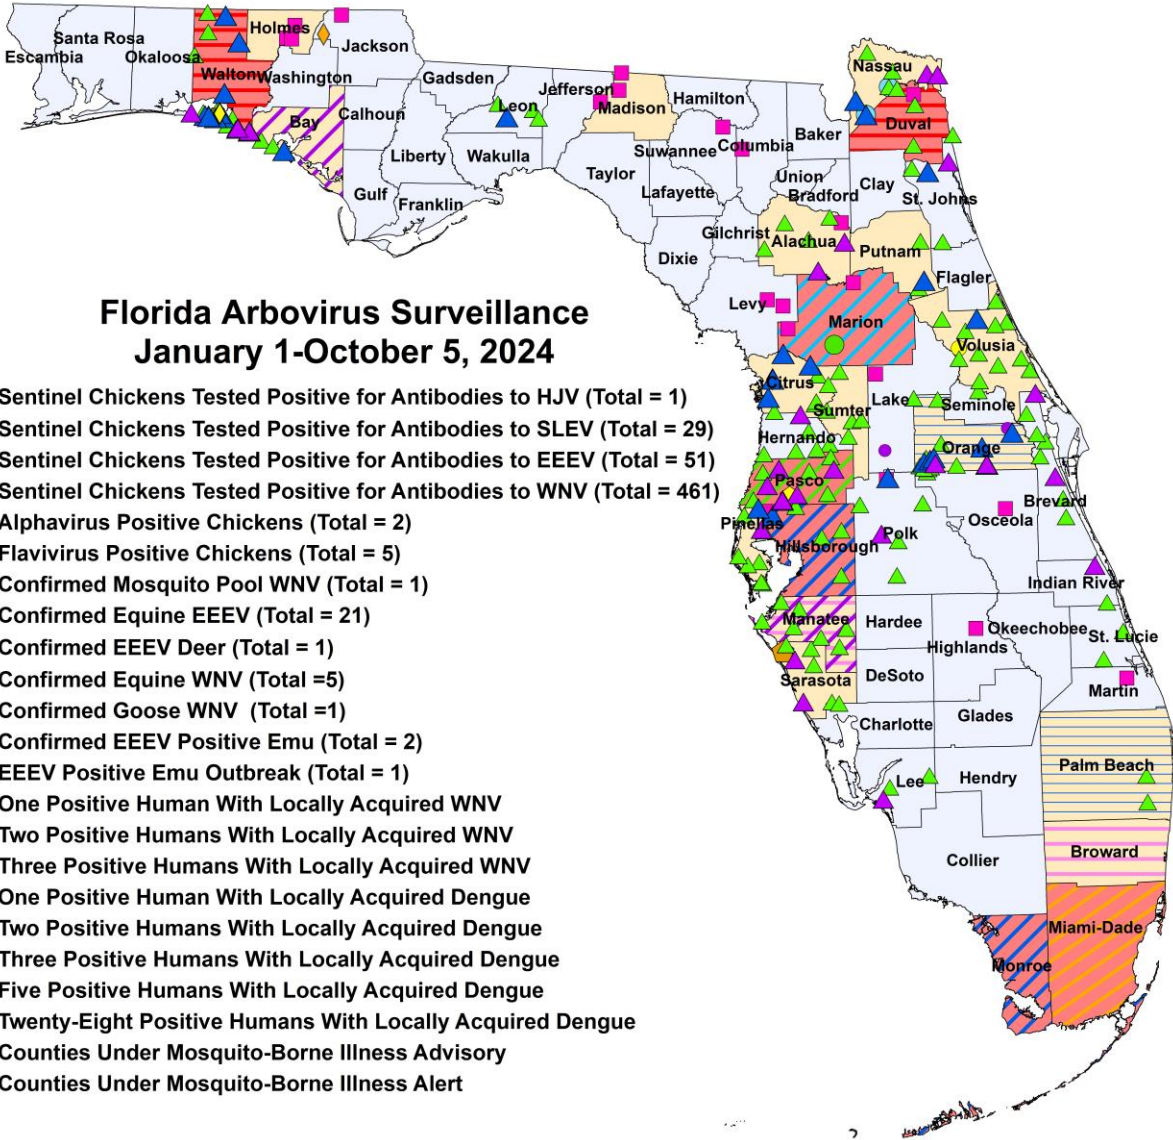 Santa Rosa
Escambia
Okaloosa
Holmes
Jackson
Walton
Washington
Gadsden
Leon
Jefferson
Madison
Hamilton
Nassau
Duval
Bay
Calhoun
Liberty
Wakulla
Gulf
Franklin
Taylor
Suwannee
Columbia
Baker
Lafayette
Union
Bradford
Clay
St. Johns
Dixie
Gilchrist
Alachua
Putnam
Flagler
Levy
Marion
Volusia
Citrus
Sumter
Lake
Seminole
Hernando
Orange
Pasco
Brevard
Pinellas
Hillsborough
Polk
Osceola
Indian River
Manatee
Hardee
Highlands
Okeechobee
St. Lucie
Sarasota
DeSoto
Martin
Charlotte
Glades
Palm Beach
Lee
Hendry
Collier
Broward
Monroe
Miami-Dade
Florida Arbovirus Surveillance
January 1-October 5, 2024
Sentinel Chickens Tested Positive for Antibodies to HJV (Total = 1)
Sentinel Chickens Tested Positive for Antibodies to SLEV (Total = 29)
Sentinel Chickens Tested Positive for Antibodies to EEEV (Total = 51)
Sentinel Chickens Tested Positive for Antibodies to WNV (Total = 461)
Alphavirus Positive Chickens (Total = 2)
Flavivirus Positive Chickens (Total = 5)
Confirmed Mosquito Pool WNV (Total = 1)
Confirmed Equine EEEV (Total = 21)
Confirmed EEEV Deer (Total = 1)
Confirmed Equine WNV (Total =5)
Confirmed Goose WNV (Total =1)
Confirmed EEEV Positive Emu (Total = 2)
EEEV Positive Emu Outbreak (Total = 1)
One Positive Human With Locally Acquired WNV
Two Positive Humans With Locally Acquired WNV
Three Positive Humans With Locally Acquired WNV
One Positive Human With Locally Acquired Dengue
Two Positive Humans With Locally Acquired Dengue
Three Positive Humans With Locally Acquired Dengue
Five Positive Humans With Locally Acquired Dengue
Twenty-Eight Positive Humans With Locally Acquired Dengue
Counties Under Mosquito-Borne Illness Advisory
Counties Under Mosquito-Borne Illness Alert